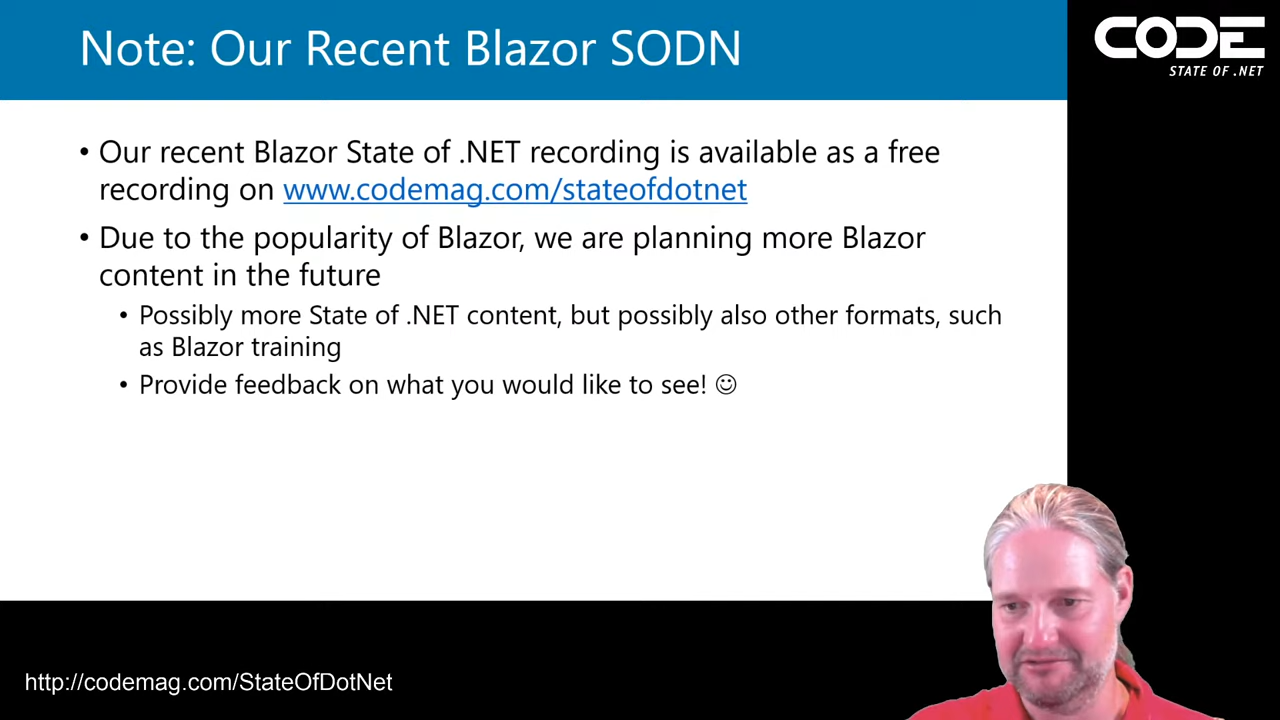 Note: Our Recent Blazor SODN
CODE
STATE OF .NET
• Our recent Blazor State of .NET recording is available as a free
recording on www.codemag.com/stateofdotnet
• Due to the popularity of Blazor, we are planning more Blazor
content in the future
• Possibly more State of .NET content, but possibly also other formats, such
as Blazor training
• Provide feedback on what you would like to see! ☺
http://codemag.com/StateOfDotNet